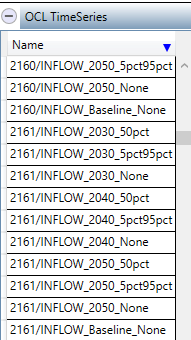 OCL TimeSeries
Name
2160/INFLOW_2050_5pct95pct
2160/INFLOW_2050_None
2160/INFLOW_Baseline_None
2161/INFLOW_2030_50pct
2161/INFLOW_2030_5pct95pct
2161/INFLOW_2030_None
2161/INFLOW_2040_50pct
2161/INFLOW_2040_5pct95pct
2161/INFLOW_2040_None
2161/INFLOW_2050_50pct
2161/INFLOW_2050_5pct95pct
2161/INFLOW_2050_None
2161/INFLOW_Baseline_None